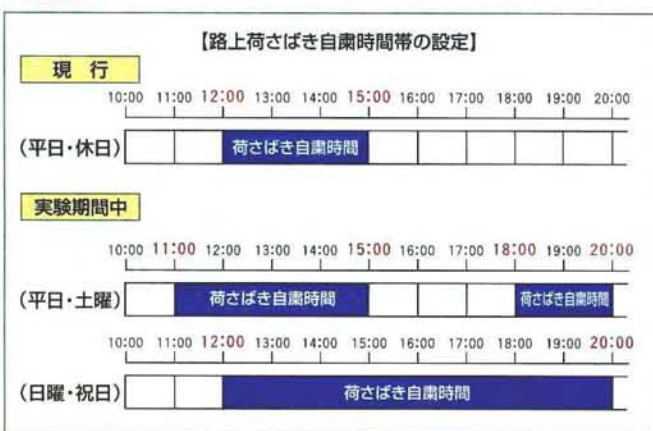 【路上荷さばき自粛時間帯の設定】
現 行
10:00 11:00 12:00 13:00 14:00 15:00 16:00 17:00 18:00 19:00 20:00
(平日・休日) 荷さばき自粛時間
実験期間中
10:00 11:00 12:00 13:00 14:00 15:00 16:00 17:00 18:00 19:00 20:00
(平日・土曜) 荷さばき自粛時間 荷さばき自粛時間
10:00 11:00 12:00 13:00 14:00 15:00 16:00 17:00 18:00 19:00 20:00
(日曜・祝日) 荷さばき自粛時間